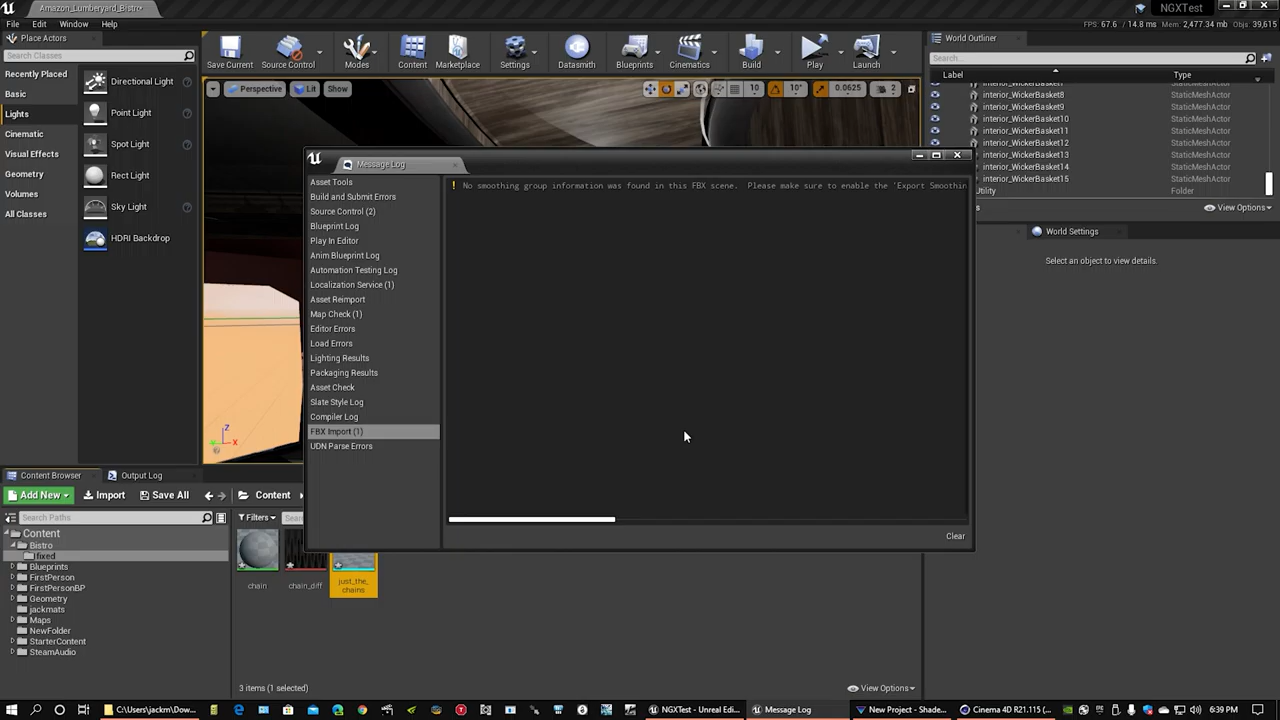 Amazon_Lumberyard_Bistro
NGXTest
File Edit Window Help
FPS: 67.6 / 14.8 ms | Mem: 2,477.34 mb | Objs: 39,615
Place Actors
World Outliner
Search Classes
Save Current
Source Control
Modes
Content
Marketplace
Settings
Datasmith
Blueprints
Cinematics
Build
Play
Launch
Search...
Label
Type
Recently Played
Basic
Lights
Cinematic
Visual Effects
Geometry
Volumes
All Classes
Directional Light
Point Light
Spot Light
Rect Light
Sky Light
HDRI Backdrop
Perspective Lit Show
10 10° 0.0625 2
interior_WickerBasket8 StaticMeshActor
interior_WickerBasket9 StaticMeshActor
interior_WickerBasket10 StaticMeshActor
interior_WickerBasket11 StaticMeshActor
interior_WickerBasket12 StaticMeshActor
interior_WickerBasket13 StaticMeshActor
interior_WickerBasket14 StaticMeshActor
interior_WickerBasket15 StaticMeshActor
Utility Folder
View Options
World Settings
Select an object to view details.
Message Log
Asset Tools
Build and Submit Errors
Source Control (2)
Blueprint Log
Play In Editor
Anim Blueprint Log
Automation Testing Log
Localization Service (1)
Asset Reimport
Map Check (1)
Editor Errors
Load Errors
Lighting Results
Packaging Results
Asset Check
Slate Style Log
Compiler Log
FBX Import (1)
UDN Parse Errors
No smoothing group information was found in this FBX scene. Please make sure to enable the 'Export Smoothin
Clear
Z
X
Content Browser
Output Log
Add New Import Save All Content
Search Paths
Filters
Content
Bistro
fixed
Blueprints
FirstPerson
FirstPersonBP
Geometry
jackmats
Maps
NewFolder
StarterContent
SteamAudio
chain
chain_diff
just_the_
chains
3 items (1 selected)
View Options
C:\Users\jackm\Dow...
NGXTest - Unreal Edi...
Message Log
New Project - Shade...
Cinema 4D R21.115 (...
6:39 PM